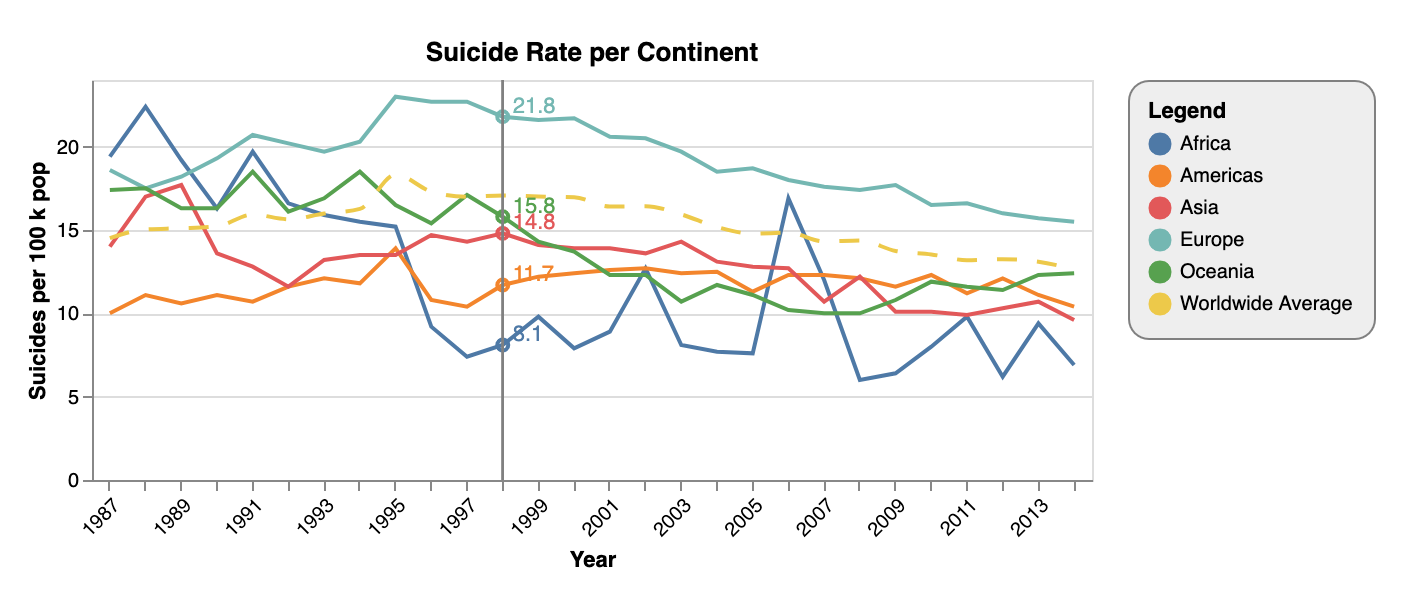 Suicide Rate per Continent
Suicides per 100 k pop
20
15
10
5
0
21.8
15.8
14.8
11.7
8.1
1987
1989
1991
1993
1995
1997
1999
2001
2003
2005
2007
2009
2011
2013
Year
Legend
Africa
Americas
Asia
Europe
Oceania
Worldwide Average